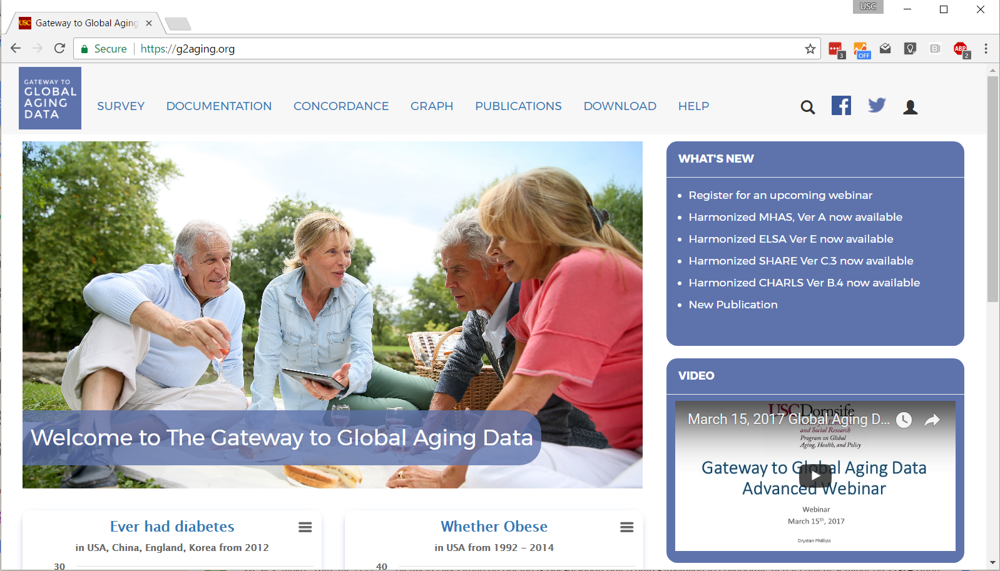 USC
USC Gateway to Global Aging
Secure https://g2aging.org
3
OFF
B
ABP
2
GATEWAY TO
GLOBAL
AGING
DATA
SURVEY DOCUMENTATION CONCORDANCE GRAPH PUBLICATIONS DOWNLOAD HELP
Welcome to The Gateway to Global Aging Data
WHAT'S NEW
Register for an upcoming webinar
Harmonized MHAS, Ver A now available
Harmonized ELSA Ver E now available
Harmonized SHARE Ver C.3 now available
Harmonized CHARLS Ver B.4 now available
New Publication
VIDEO
USCDornsife
March 15, 2017 Global Aging D...
and Social Research
Program on Global
Aging, Health, and Policy
Gateway to Global Aging Data
Advanced Webinar
Webinar
March 15th, 2017
Drystan Phillips
Ever had diabetes
in USA, China, England, Korea from 2012
30
Whether Obese
in USA from 1992 - 2014
40